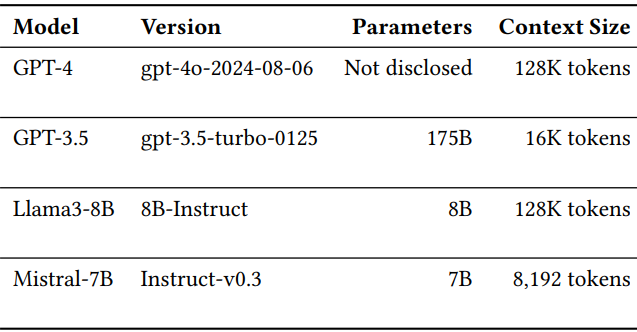 Model Version Parameters Context Size
GPT-4 gpt-4o-2024-08-06 Not disclosed 128K tokens
GPT-3.5 gpt-3.5-turbo-0125 175B 16K tokens
Llama3-8B 8B-Instruct 8B 128K tokens
Mistral-7B Instruct-v0.3 7B 8,192 tokens